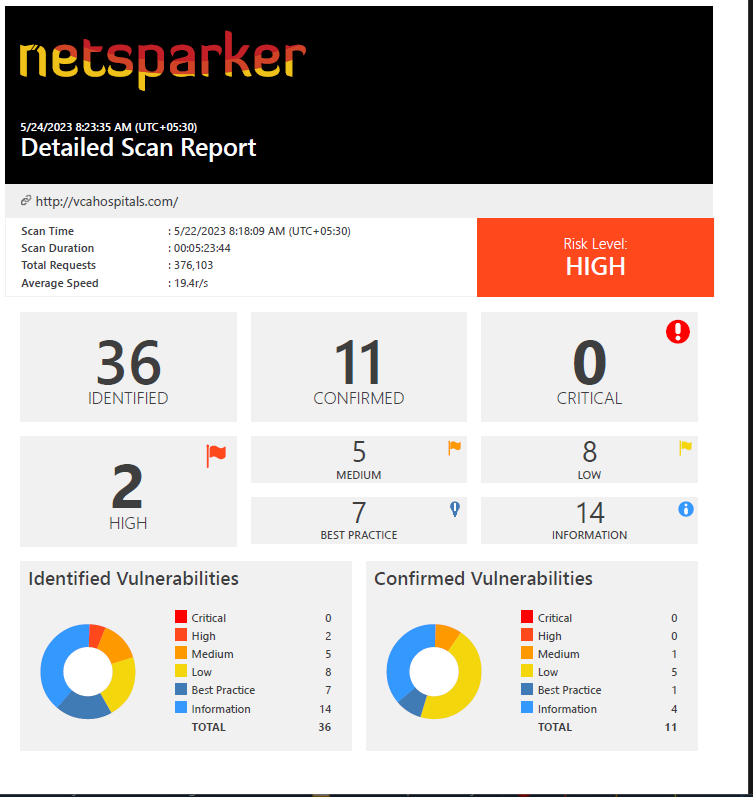 netsparker
5/24/2023 8:23:35 AM (UTC+05:30)
Detailed Scan Report
http://vcahospitals.com/
Scan Time : 5/22/2023 8:18:09 AM (UTC+05:30)
Scan Duration : 00:05:23:44
Total Requests : 376,103
Average Speed : 19.4r/s
Risk Level:
HIGH
36
IDENTIFIED
11
CONFIRMED
0
CRITICAL
2
HIGH
5
MEDIUM
8
LOW
7
BEST PRACTICE
14
INFORMATION
Identified Vulnerabilities
Critical 0
High 2
Medium 5
Low 8
Best Practice 7
Information 14
TOTAL 36
Confirmed Vulnerabilities
Critical 0
High 0
Medium 1
Low 5
Best Practice 1
Information 4
TOTAL 11